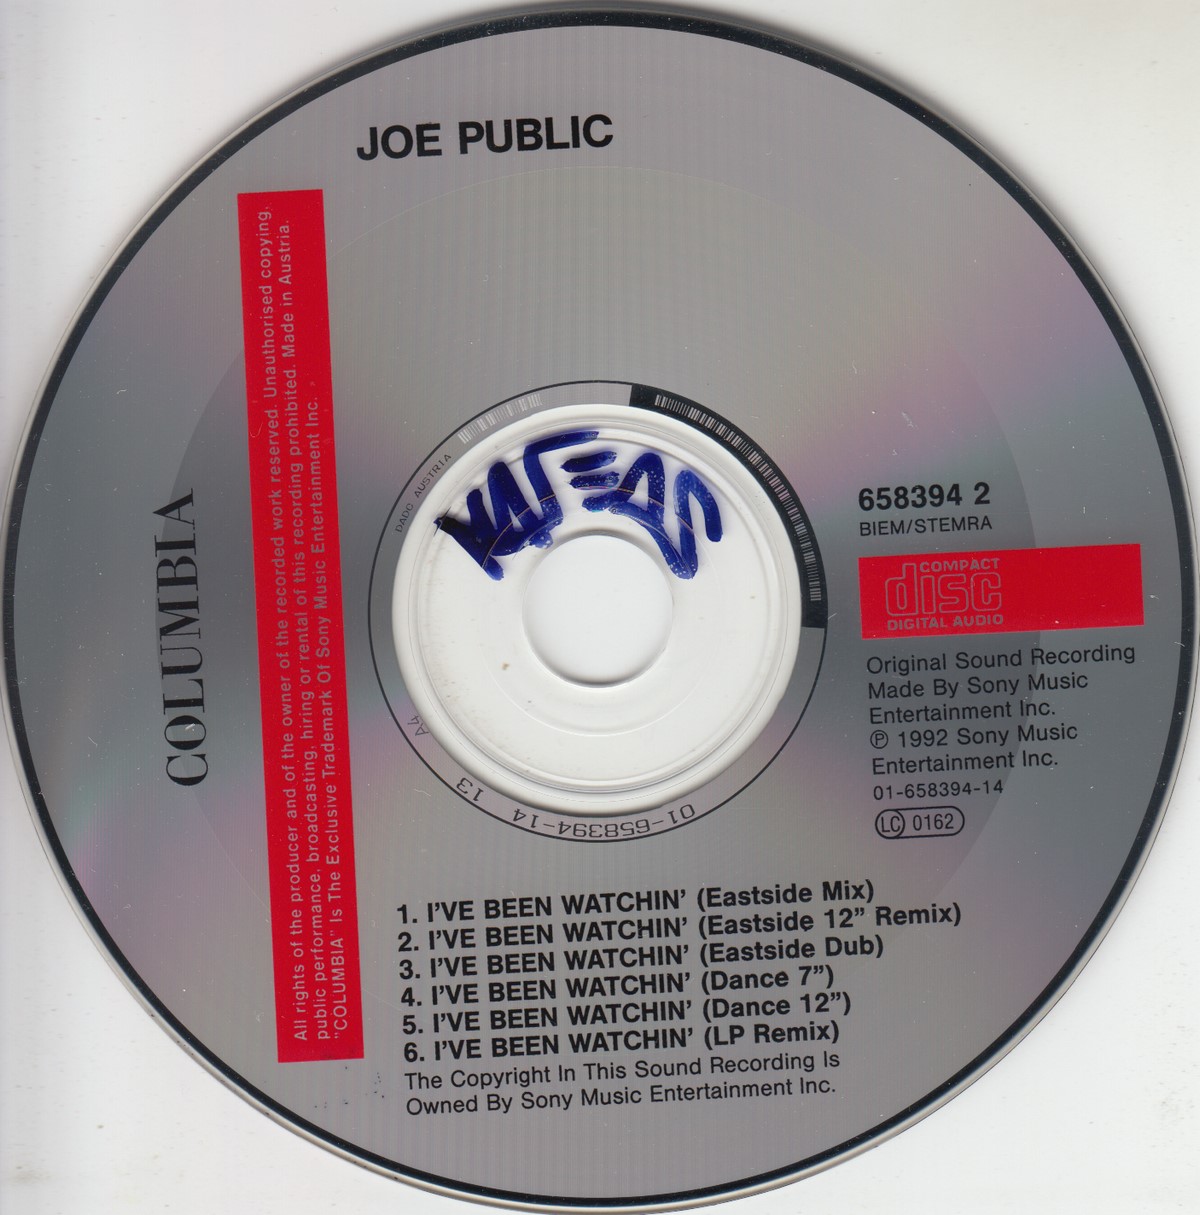 JOE PUBLIC
All rights of the producer and of the owner of the recorded work reserved. Unauthorised copying,
public performance, broadcasting, hiring or rental of this recording prohibited. Made in Austria.
"COLUMBIA" Is The Exclusive Trademark Of Sony Music Entertainment Inc.
COLUMBIA
DADC AUSTRIA
A4
01-658394-14 13
658394 2
BIEM/STEMRA
COMPACT
disc
DIGITAL AUDIO
Original Sound Recording
Made By Sony Music
Entertainment Inc.
℗ 1992 Sony Music
Entertainment Inc.
01-658394-14
LC 0162
1. I'VE BEEN WATCHIN' (Eastside Mix)
2. I'VE BEEN WATCHIN' (Eastside 12" Remix)
3. I'VE BEEN WATCHIN' (Eastside Dub)
4. I'VE BEEN WATCHIN' (Dance 7")
5. I'VE BEEN WATCHIN' (Dance 12")
6. I'VE BEEN WATCHIN' (LP Remix)
The Copyright In This Sound Recording Is
Owned By Sony Music Entertainment Inc.